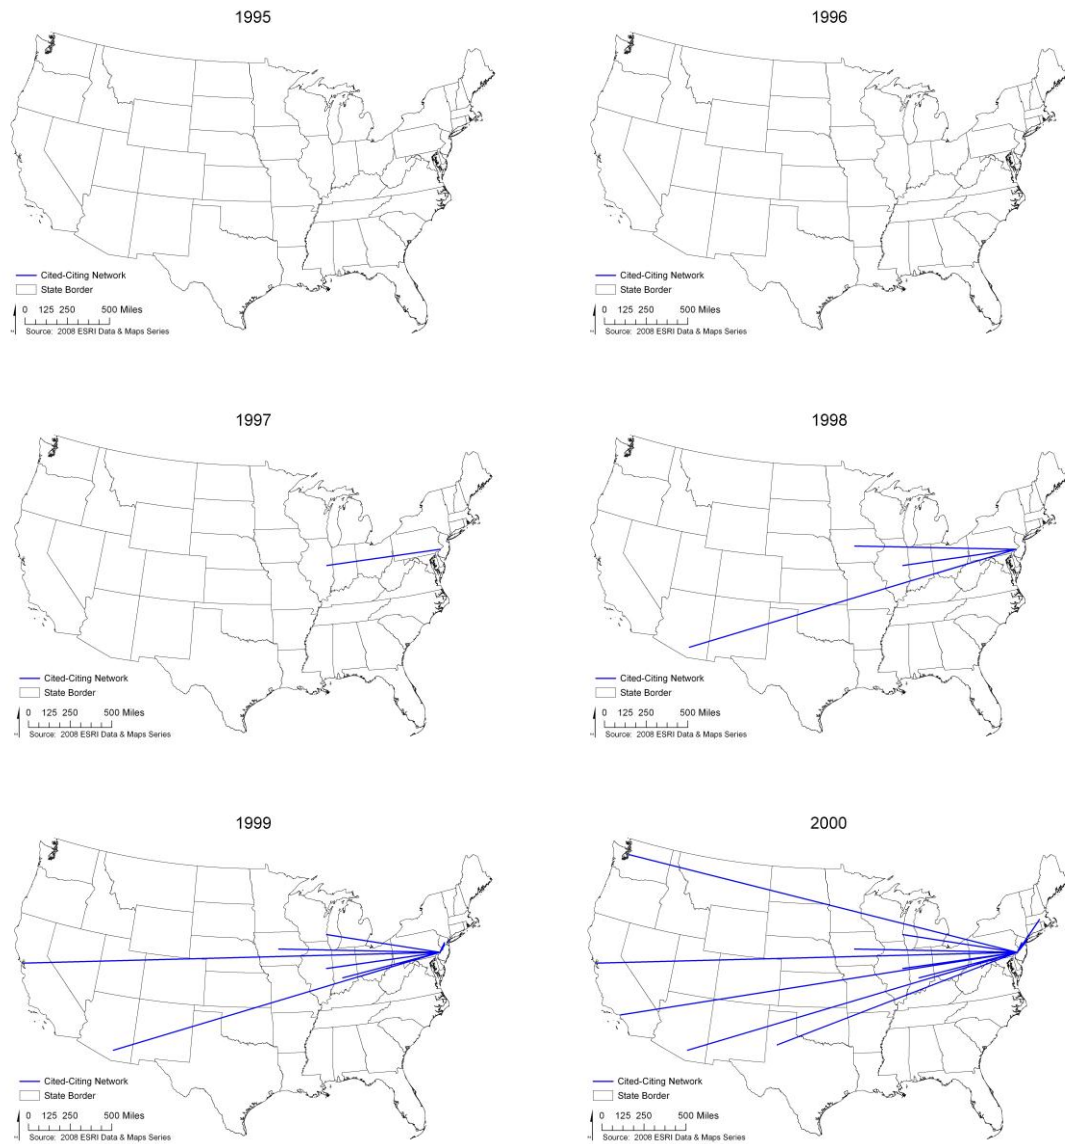 1995
Cited-Citing Network
State Border
0 125 250 500 Miles
Source: 2008 ESRI Data & Maps Series
1996
Cited-Citing Network
State Border
0 125 250 500 Miles
Source: 2008 ESRI Data & Maps Series
1997
Cited-Citing Network
State Border
0 125 250 500 Miles
Source: 2008 ESRI Data & Maps Series
1998
Cited-Citing Network
State Border
0 125 250 500 Miles
Source: 2008 ESRI Data & Maps Series
1999
Cited-Citing Network
State Border
0 125 250 500 Miles
Source: 2008 ESRI Data & Maps Series
2000
Cited-Citing Network
State Border
0 125 250 500 Miles
Source: 2008 ESRI Data & Maps Series